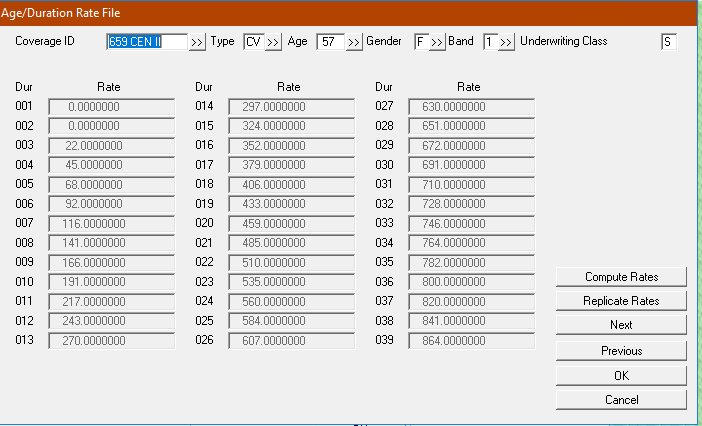 Age/Duration Rate File
Coverage ID 659 CEN II >> Type CV >> Age 57 >> Gender F >> Band 1 >> Underwriting Class S
Dur Rate Dur Rate Dur Rate
001 0.0000000 014 297.0000000 027 630.0000000
002 0.0000000 015 324.0000000 028 651.0000000
003 22.0000000 016 352.0000000 029 672.0000000
004 45.0000000 017 379.0000000 030 691.0000000
005 68.0000000 018 406.0000000 031 710.0000000
006 92.0000000 019 433.0000000 032 728.0000000
007 116.0000000 020 459.0000000 033 746.0000000
008 141.0000000 021 485.0000000 034 764.0000000
009 166.0000000 022 510.0000000 035 782.0000000
010 191.0000000 023 535.0000000 036 800.0000000
011 217.0000000 024 560.0000000 037 820.0000000
012 243.0000000 025 584.0000000 038 841.0000000
013 270.0000000 026 607.0000000 039 864.0000000
Compute Rates
Replicate Rates
Next
Previous
OK
Cancel